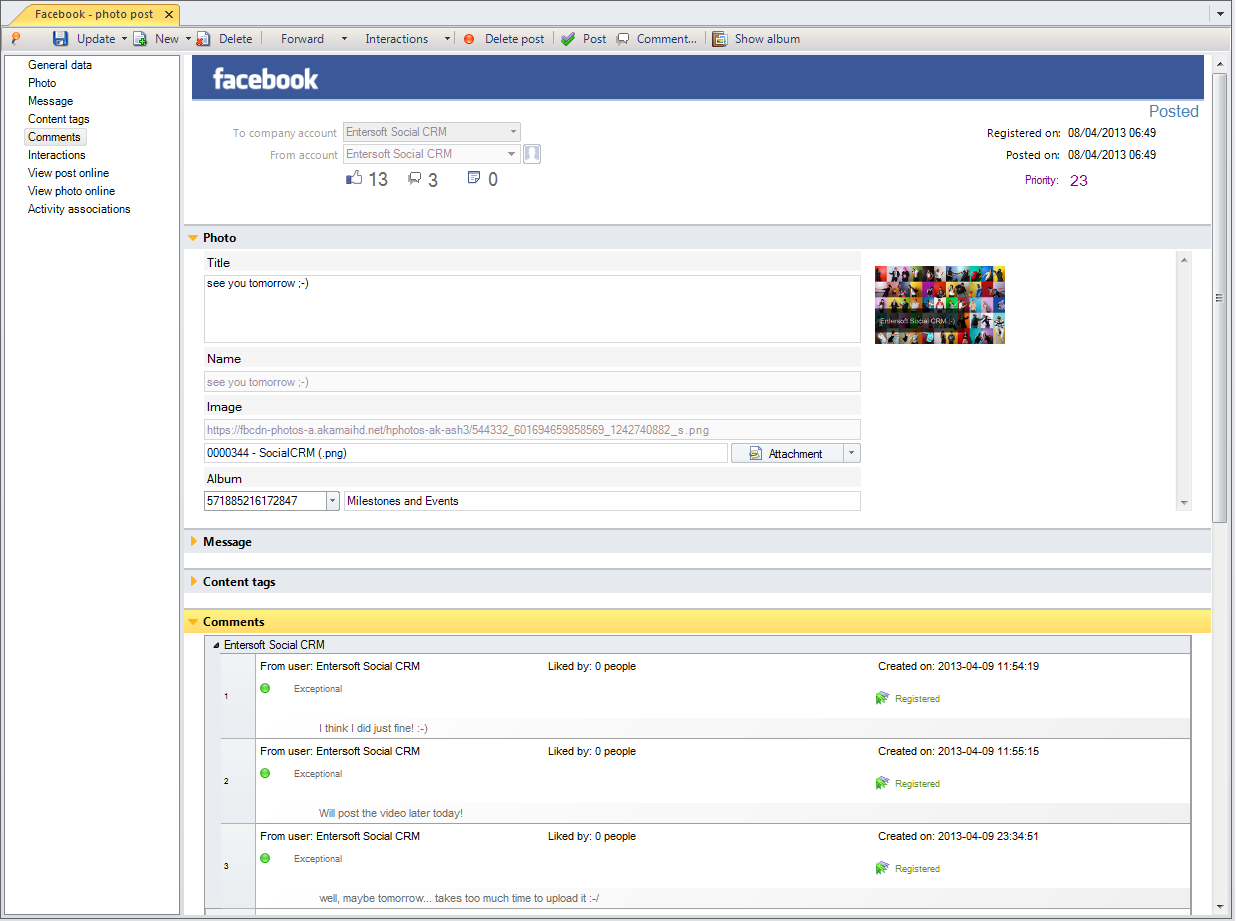 Facebook - photo post
Update New Delete Forward Interactions Delete post Post Comment... Show album
General data
Photo
Message
Content tags
Comments
Interactions
View post online
View photo online
Activity associations
facebook
Posted
To company account Entersoft Social CRM
Registered on: 08/04/2013 06:49
From account Entersoft Social CRM
Posted on: 08/04/2013 06:49
13 3 0
Priority: 23
Photo
Title
see you tomorrow ;-)
Entersoft Social CRM ;-)
Name
see you tomorrow ;-)
Image
https://fbcdn-photos-a.akamaihd.net/hphotos-ak-ash3/544332_601694659858569_1242740882_s.png
0000344 - SocialCRM (.png) Attachment
Album
571885216172847 Milestones and Events
Message
Content tags
Comments
Entersoft Social CRM
1
From user: Entersoft Social CRM Liked by: 0 people Created on: 2013-04-09 11:54:19
Exceptional
Registered
I think I did just fine! :-)
2
From user: Entersoft Social CRM Liked by: 0 people Created on: 2013-04-09 11:55:15
Exceptional
Registered
Will post the video later today!
3
From user: Entersoft Social CRM Liked by: 0 people Created on: 2013-04-09 23:34:51
Exceptional
Registered
well, maybe tomorrow... takes too much time to upload it :-/